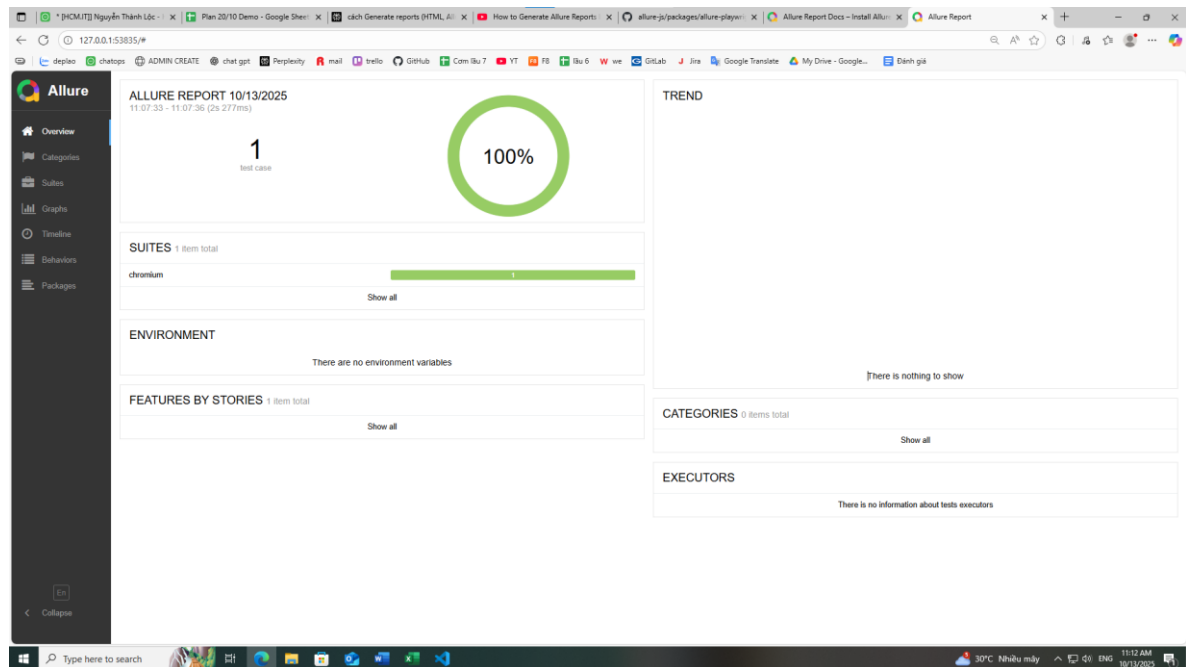 * [HCM.IT]] Nguyễn Thành Lộc -
Plan 20/10 Demo - Google Sheet
cách Generate reports (HTML, All
How to Generate Allure Reports
allure-js/packages/allure-playwri
Allure Report Docs – Install Allur
Allure Report
127.0.0.1:53835/#
deplao
chatops
ADMIN CREATE
chat gpt
Perplexity
mail
trello
GitHub
Cơm lầu 7
YT
F8
lầu 6
we
GitLab
Jira
Google Translate
My Drive - Google...
Đánh giá
Allure
Overview
Categories
Suites
Graphs
Timeline
Behaviors
Packages
En
Collapse
ALLURE REPORT 10/13/2025
11:07:33 - 11:07:36 (2s 277ms)
1
test case
100%
SUITES 1 item total
chromium 1
Show all
ENVIRONMENT
There are no environment variables
FEATURES BY STORIES 1 item total
Show all
TREND
There is nothing to show
CATEGORIES 0 items total
Show all
EXECUTORS
There is no information about tests executors
Type here to search
30°C Nhiều mây
ENG
11:12 AM
10/13/2025